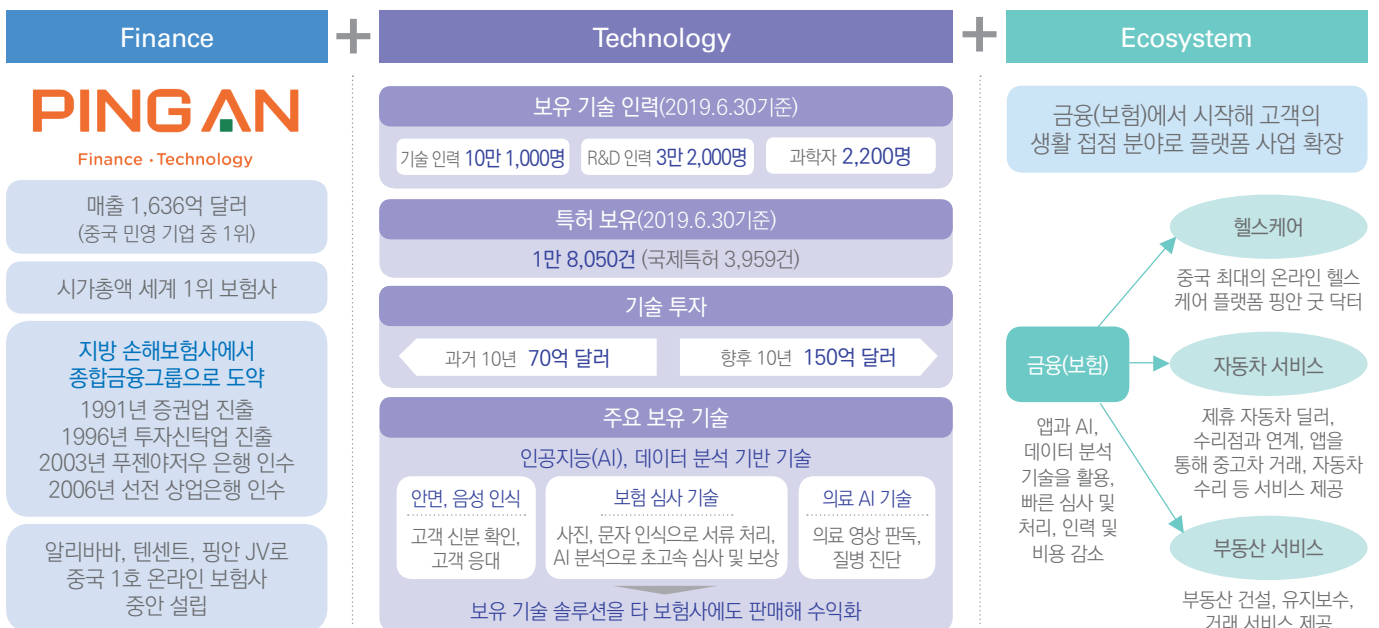 Finance
+
Technology
+
Ecosystem
PING AN
Finance · Technology
매출 1,636억 달러
(중국 민영 기업 중 1위)
시가총액 세계 1위 보험사
지방 손해보험사에서
종합금융그룹으로 도약
1991년 증권업 진출
1996년 투자신탁업 진출
2003년 푸젠야저우 은행 인수
2006년 선전 상업은행 인수
알리바바, 텐센트, 핑안 JV로
중국 1호 온라인 보험사
중안 설립
보유 기술 인력(2019.6.30기준)
기술 인력 10만 1,000명
R&D 인력 3만 2,000명
과학자 2,200명
특허 보유(2019.6.30기준)
1만 8,050건 (국제특허 3,959건)
기술 투자
과거 10년 70억 달러
향후 10년 150억 달러
주요 보유 기술
인공지능(AI), 데이터 분석 기반 기술
안면, 음성 인식
고객 신분 확인,
고객 응대
보험 심사 기술
사진, 문자 인식으로 서류 처리,
AI 분석으로 초고속 심사 및 보상
의료 AI 기술
의료 영상 판독,
질병 진단
보유 기술 솔루션을 타 보험사에도 판매해 수익화
금융(보험)에서 시작해 고객의
생활 접점 분야로 플랫폼 사업 확장
금융(보험)
앱과 AI,
데이터 분석
기술을 활용,
빠른 심사 및
처리, 인력 및
비용 감소
헬스케어
중국 최대의 온라인 헬스
케어 플랫폼 핑안 굿 닥터
자동차 서비스
제휴 자동차 딜러,
수리점과 연계, 앱을
통해 중고차 거래, 자동차
수리 등 서비스 제공
부동산 서비스
부동산 건설, 유지보수,
거래 서비스 제공